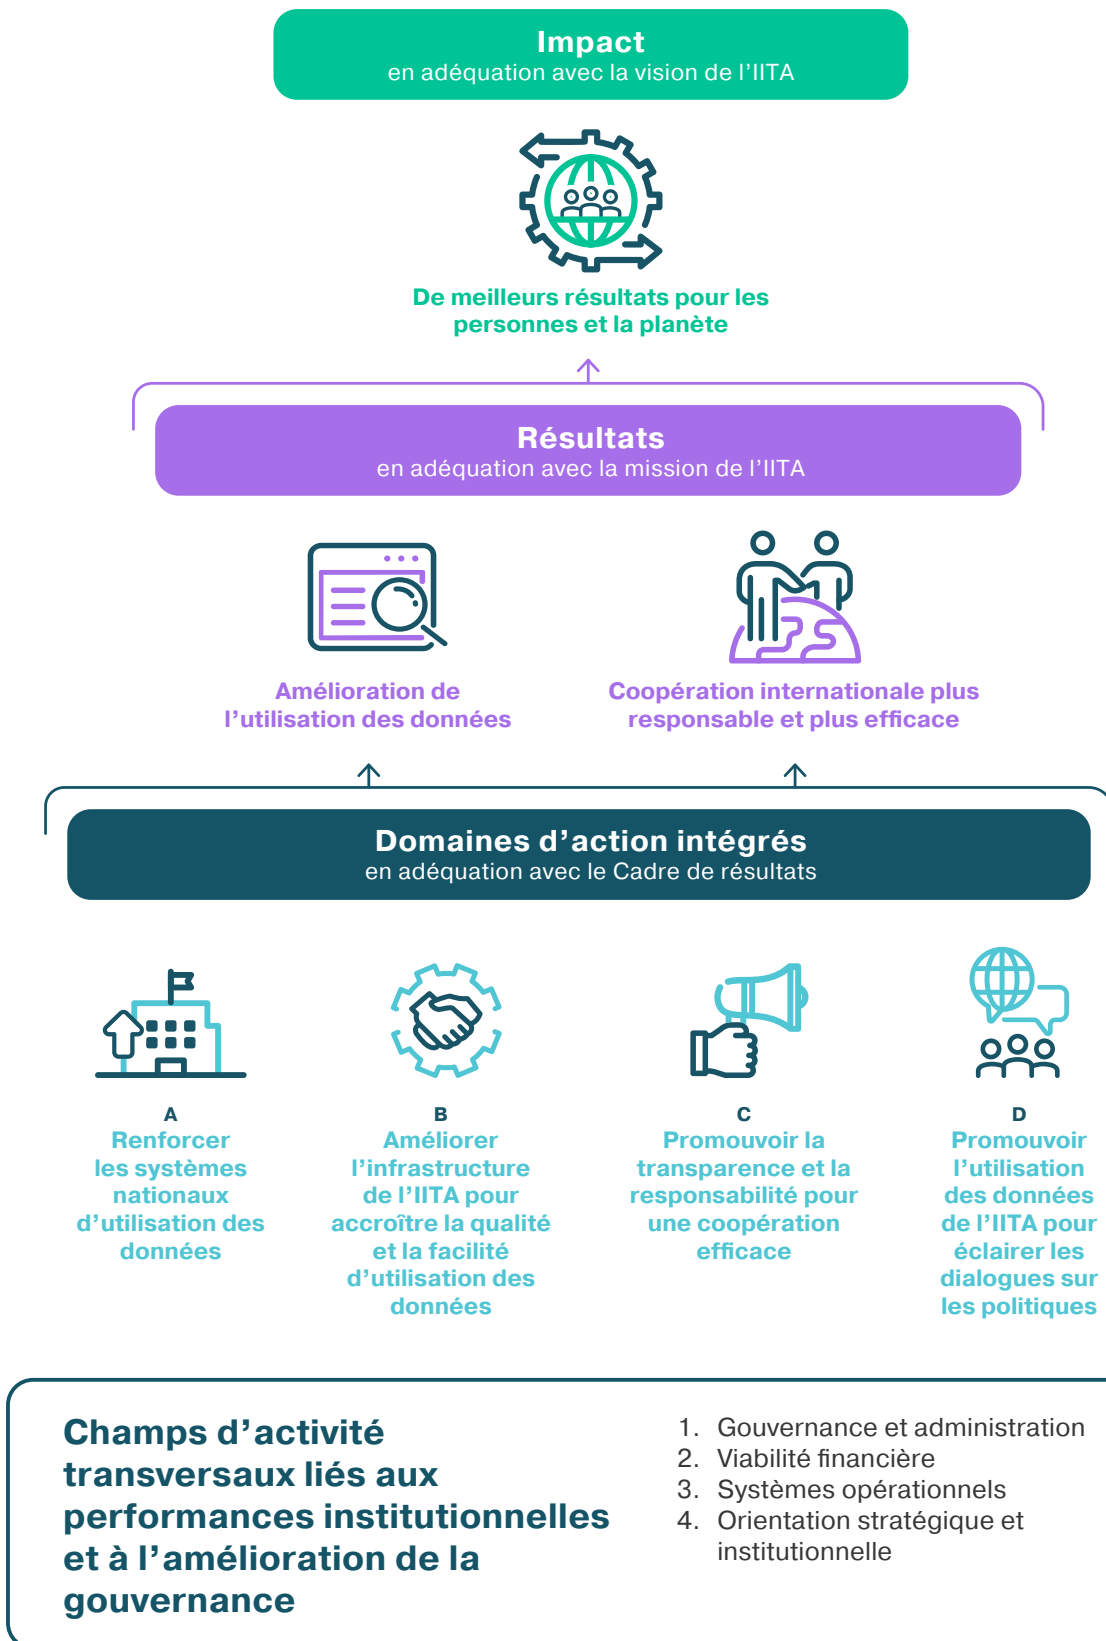 Impact
en adéquation avec la vision de l’IITA
De meilleurs résultats pour les
personnes et la planète
Résultats
en adéquation avec la mission de l’IITA
Amélioration de
l’utilisation des données
Coopération internationale plus
responsable et plus efficace
Domaines d’action intégrés
en adéquation avec le Cadre de résultats
A
Renforcer
les systèmes
nationaux
d’utilisation des
données
B
Améliorer
l’infrastructure
de l’IITA pour
accroître la qualité
et la facilité
d’utilisation des
données
C
Promouvoir la
transparence et la
responsabilité pour
une coopération
efficace
D
Promouvoir
l’utilisation
des données
de l’IITA pour
éclairer les
dialogues sur
les politiques
Champs d’activité
transversaux liés aux
performances institutionnelles
et à l’amélioration de la
gouvernance
1. Gouvernance et administration
2. Viabilité financière
3. Systèmes opérationnels
4. Orientation stratégique et
institutionnelle